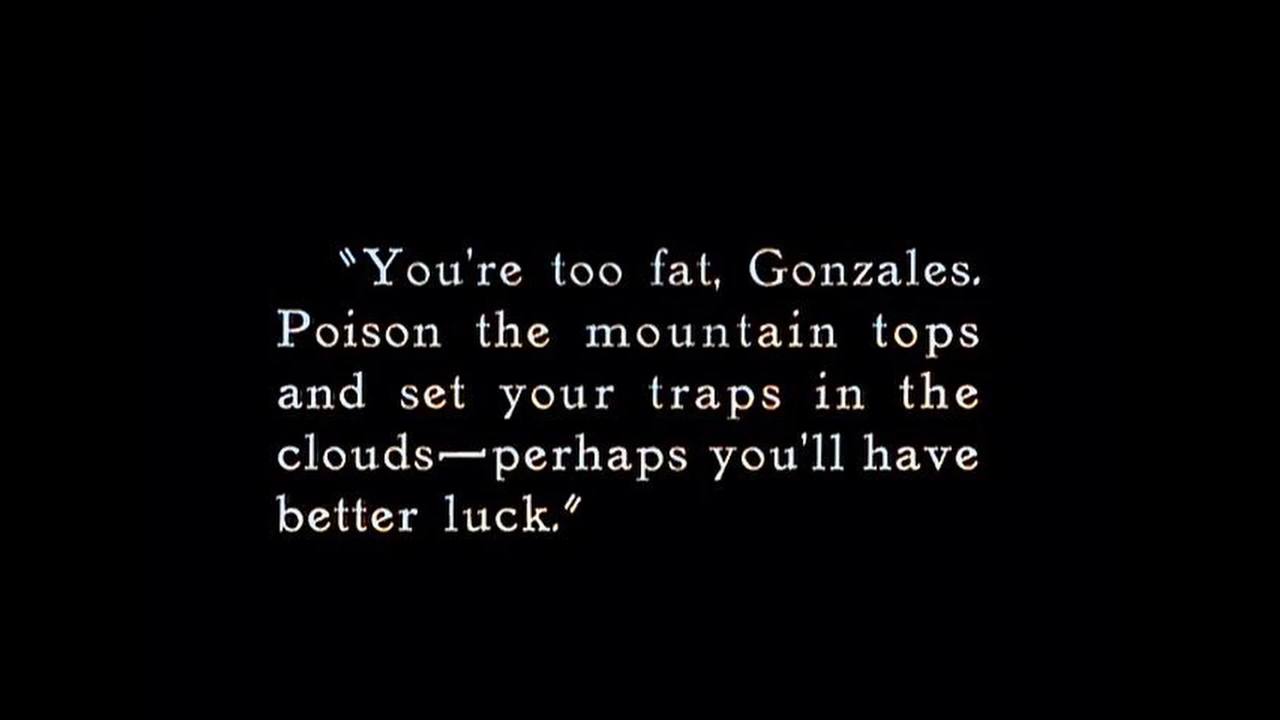 "You're too fat, Gonzales.
Poison the mountain tops
and set your traps in the
clouds—perhaps you'll have
better luck."